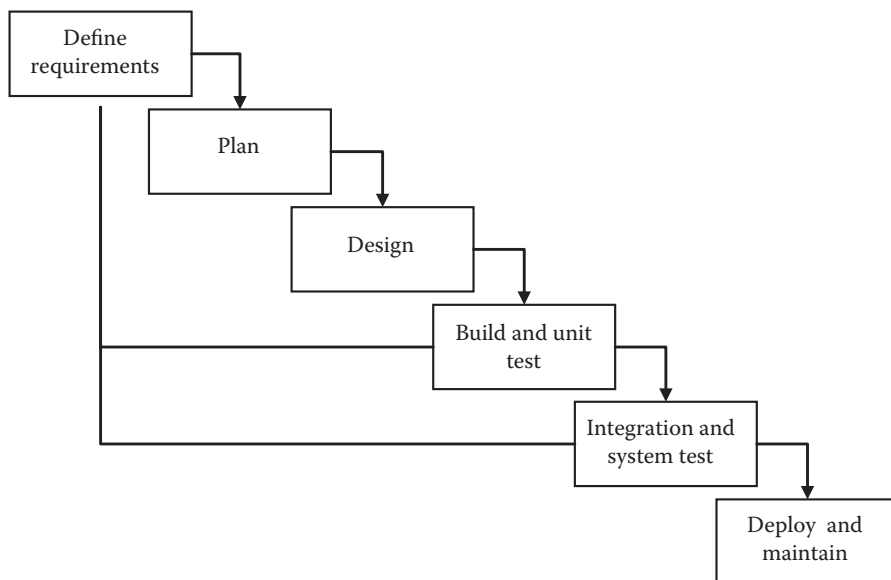 Define
requirements
Plan
Design
Build and unit
test
Integration and
system test
Deploy and
maintain